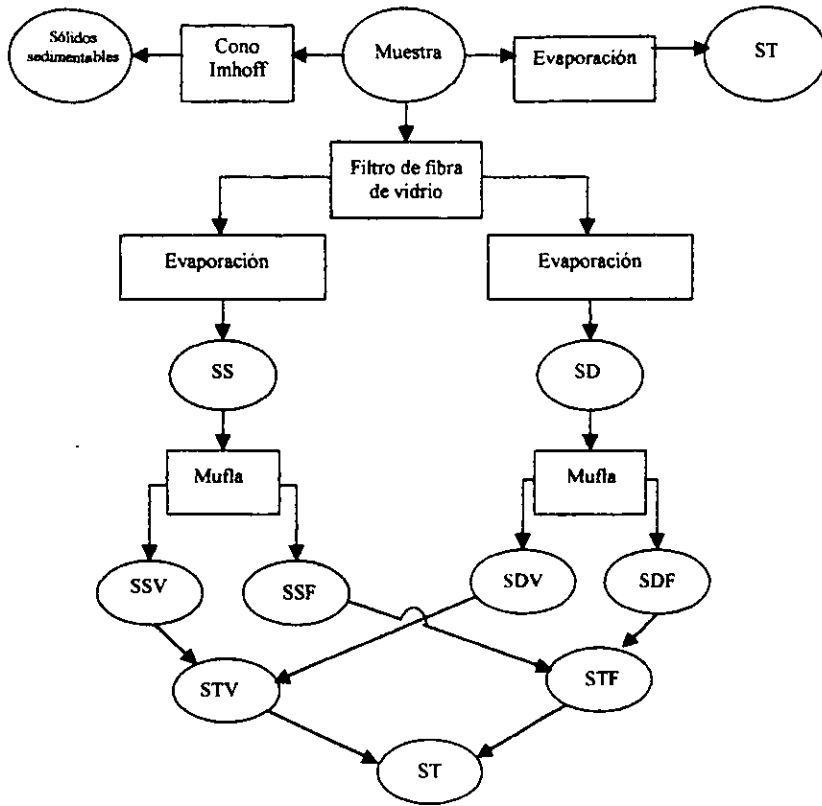 Sólidos
sedimentables
Cono
Imhoff
Muestra
Evaporación
ST
Filtro de fibra
de vidrio
Evaporación
Evaporación
SS
SD
Mufla
Mufla
SSV
SSF
SDV
SDF
STV
STF
ST